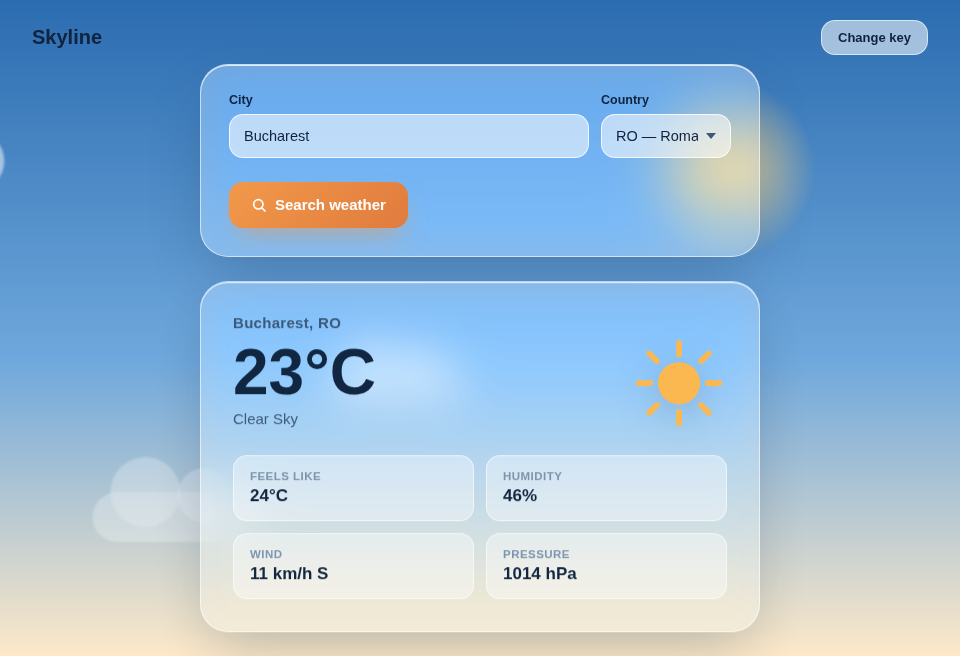 Skyline
Change key
City
Country
Bucharest
RO — Roma
Search weather
Bucharest, RO
23°C
Clear Sky
FEELS LIKE
24°C
HUMIDITY
46%
WIND
11 km/h S
PRESSURE
1014 hPa